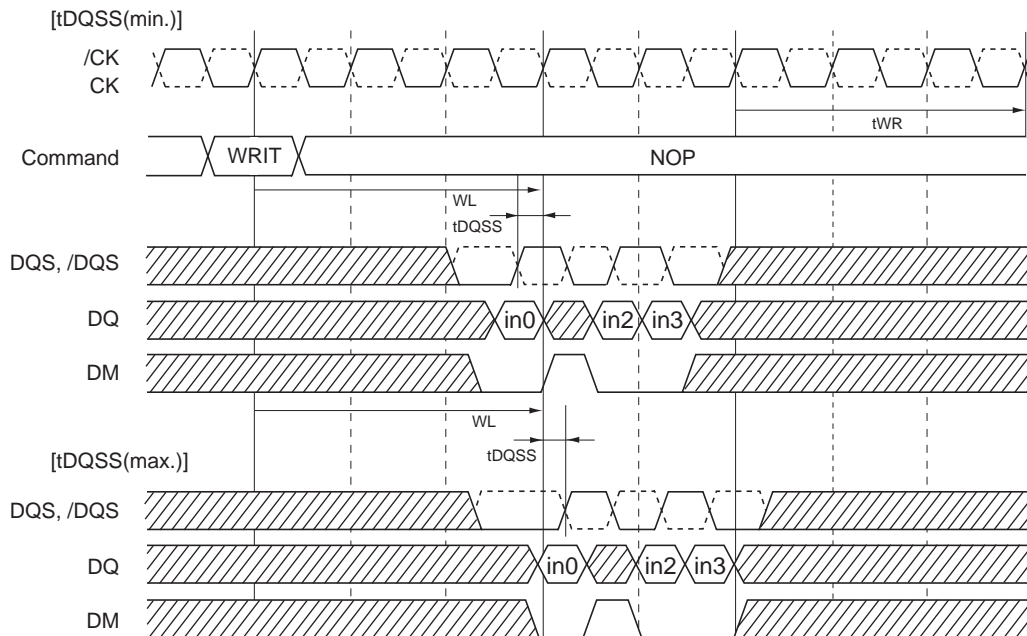 [tDQSS(min.)]
/CK
CK
tWR
Command WRIT NOP
WL
tDQSS
DQS, /DQS
DQ in0 in2 in3
DM
WL
tDQSS
[tDQSS(max.)]
DQS, /DQS
DQ in0 in2 in3
DM